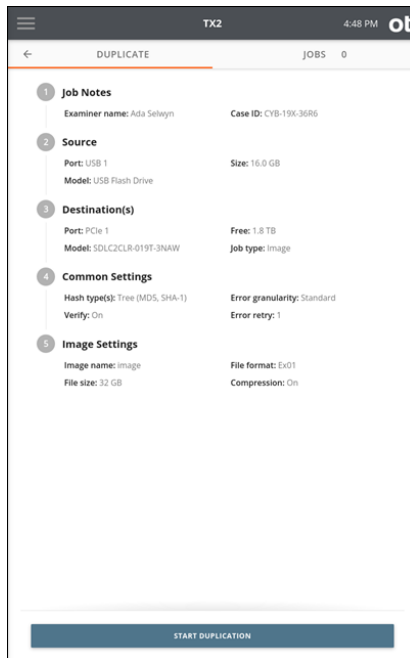 TX2 4:48 PM ot
DUPLICATE JOBS 0
1 Job Notes
Examiner name: Ada Selwyn Case ID: CYB-19X-36R6
2 Source
Port: USB 1 Size: 16.0 GB
Model: USB Flash Drive
3 Destination(s)
Port: PCIe 1 Free: 1.8 TB
Model: SDLC2CLR-019T-3NAW Job type: Image
4 Common Settings
Hash type(s): Tree (MD5, SHA-1) Error granularity: Standard
Verify: On Error retry: 1
5 Image Settings
Image name: image File format: Ex01
File size: 32 GB Compression: On
START DUPLICATION